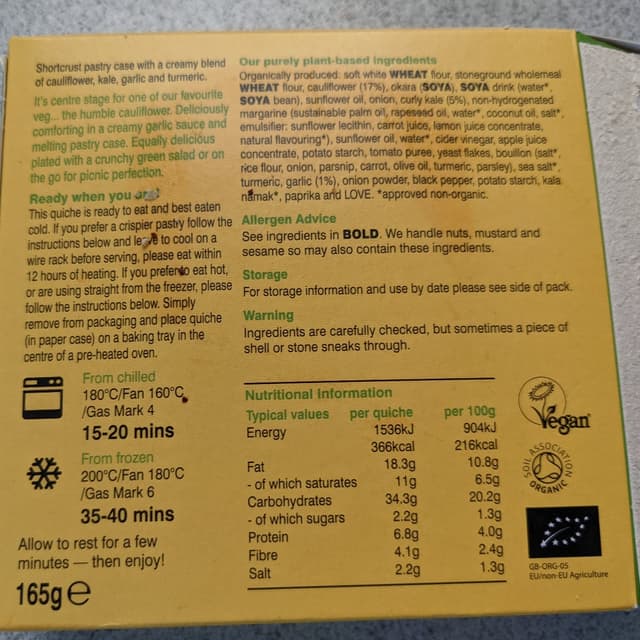 Shortcrust pastry case with a creamy blend
of cauliflower, kale, garlic and turmeric.
It's centre stage for one of our favourite
veg... the humble cauliflower. Deliciously
comforting in a creamy garlic sauce and
melting pastry case. Equally delicious
plated with a crunchy green salad or on
the go for picnic perfection.
Ready when you
This quiche is ready to eat and best eaten
cold. If you prefer a crispier pastry follow the
instructions below and leave to cool on a
wire rack before serving, please eat within
12 hours of heating. If you prefer to eat hot,
or are using straight from the freezer, please
follow the instructions below. Simply
remove from packaging and place quiche
(in paper case) on a baking tray in the
centre of a pre-heated oven.
From chilled
180°C/Fan 160°C
/Gas Mark 4
15-20 mins
From frozen
200°C/Fan 180°C
/Gas Mark 6
35-40 mins
Allow to rest for a few
minutes — then enjoy!
165g e
Our purely plant-based ingredients
Organically produced: soft white WHEAT flour, stoneground wholemeal
WHEAT flour, cauliflower (17%), okara (SOYA), SOYA drink (water*,
SOYA bean), sunflower oil, onion, curly kale (5%), non-hydrogenated
margarine (sustainable palm oil, rapeseed oil, water*, coconut oil, salt*,
emulsifier: sunflower lecithin, carrot juice, lemon juice concentrate,
natural flavouring*), sunflower oil, water*, cider vinegar, apple juice
concentrate, potato starch, tomato puree, yeast flakes, bouillon (salt*,
rice flour, onion, parsnip, carrot, olive oil, turmeric, parsley), sea salt*,
turmeric, garlic (1%), onion powder, black pepper, potato starch, kala
namak*, paprika and LOVE. *approved non-organic.
Allergen Advice
See ingredients in BOLD. We handle nuts, mustard and
sesame so may also contain these ingredients.
Storage
For storage information and use by date please see side of pack.
Warning
Ingredients are carefully checked, but sometimes a piece of
shell or stone sneaks through.
Nutritional Information
Typical values per quiche per 100g
Energy 1536kJ 904kJ
366kcal 216kcal
Fat 18.3g 10.8g
- of which saturates 11g 6.5g
Carbohydrates 34.3g 20.2g
- of which sugars 2.2g 1.3g
Protein 6.8g 4.0g
Fibre 4.1g 2.4g
Salt 2.2g 1.3g
Vegan
SOIL ASSOCIATION
ORGANIC
GB-ORG-05
EU/non-EU Agriculture